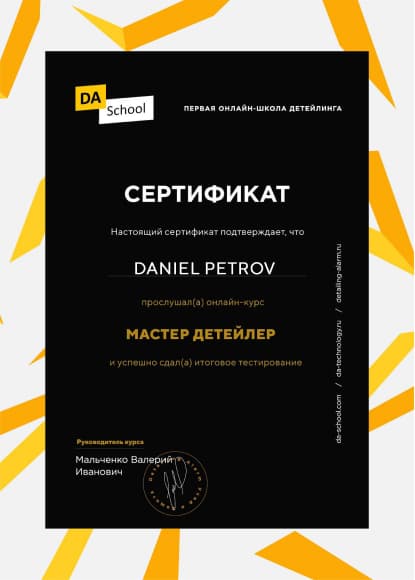 DA
School
ПЕРВАЯ ОНЛАЙН-ШКОЛА ДЕТЕЙЛИНГА
СЕРТИФИКАТ
Настоящий сертификат подтверждает, что
DANIEL PETROV
прослушал(а) онлайн-курс
МАСТЕР ДЕТЕЙЛЕР
и успешно сдал(а) итоговое тестирование
da-school.com / da-technology.ru / detailing-alarm.ru
Руководитель курса
Мальченко Валерий
Иванович